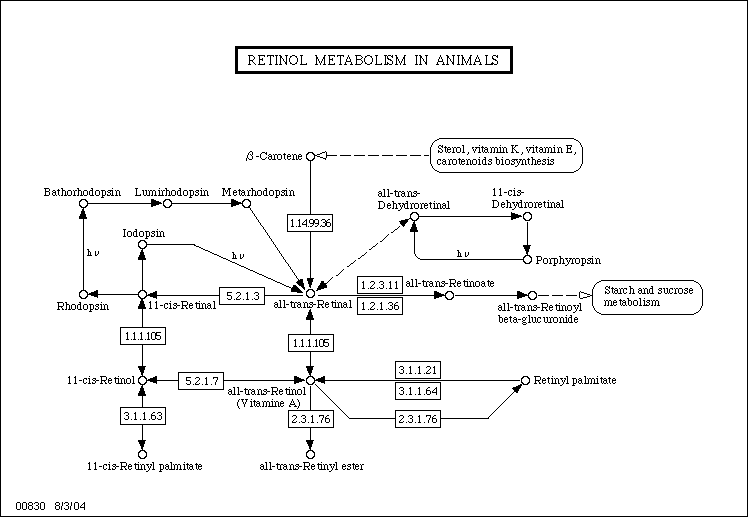 RETINOL METABOLISM IN ANIMALS
β-Carotene
Sterol, vitamin K, vitamin E,
carotenoids biosynthesis
Bathorhodopsin
Lumirhodopsin
Metarhodopsin
all-trans-
Dehydroretinal
11-cis-
Dehydroretinal
1.14.99.36
Iodopsin
hν
hν
hν
Porphyropsin
Rhodopsin
11-cis-Retinal
5.2.1.3
all-trans-Retinal
1.2.3.11
1.2.1.36
all-trans-Retinoate
all-trans-Retinoyl
beta-glucuronide
Starch and sucrose
metabolism
1.1.1.105
1.1.1.105
11-cis-Retinol
5.2.1.7
all-trans-Retinol
(Vitamine A)
3.1.1.21
3.1.1.64
Retinyl palmitate
3.1.1.63
2.3.1.76
2.3.1.76
11-cis-Retinyl palmitate
all-trans-Retinyl ester
00830 8/3/04